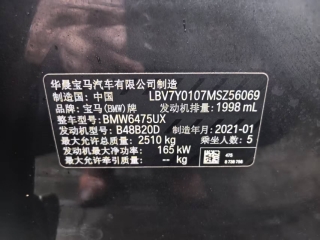 华晨宝马汽车有限公司制造
制造国：中国 LBV7Y0107MSZ56069
品牌：宝马(BMW)牌 发动机排量：1998 mL
整车型号：BMW6475UX
发动机型号：B48B20D 制造年月：2021-01
最大允许总质量：2510 kg 乘坐人数：5
发动机最大净功率：165 kW
最大允许牵引质量：-- kg